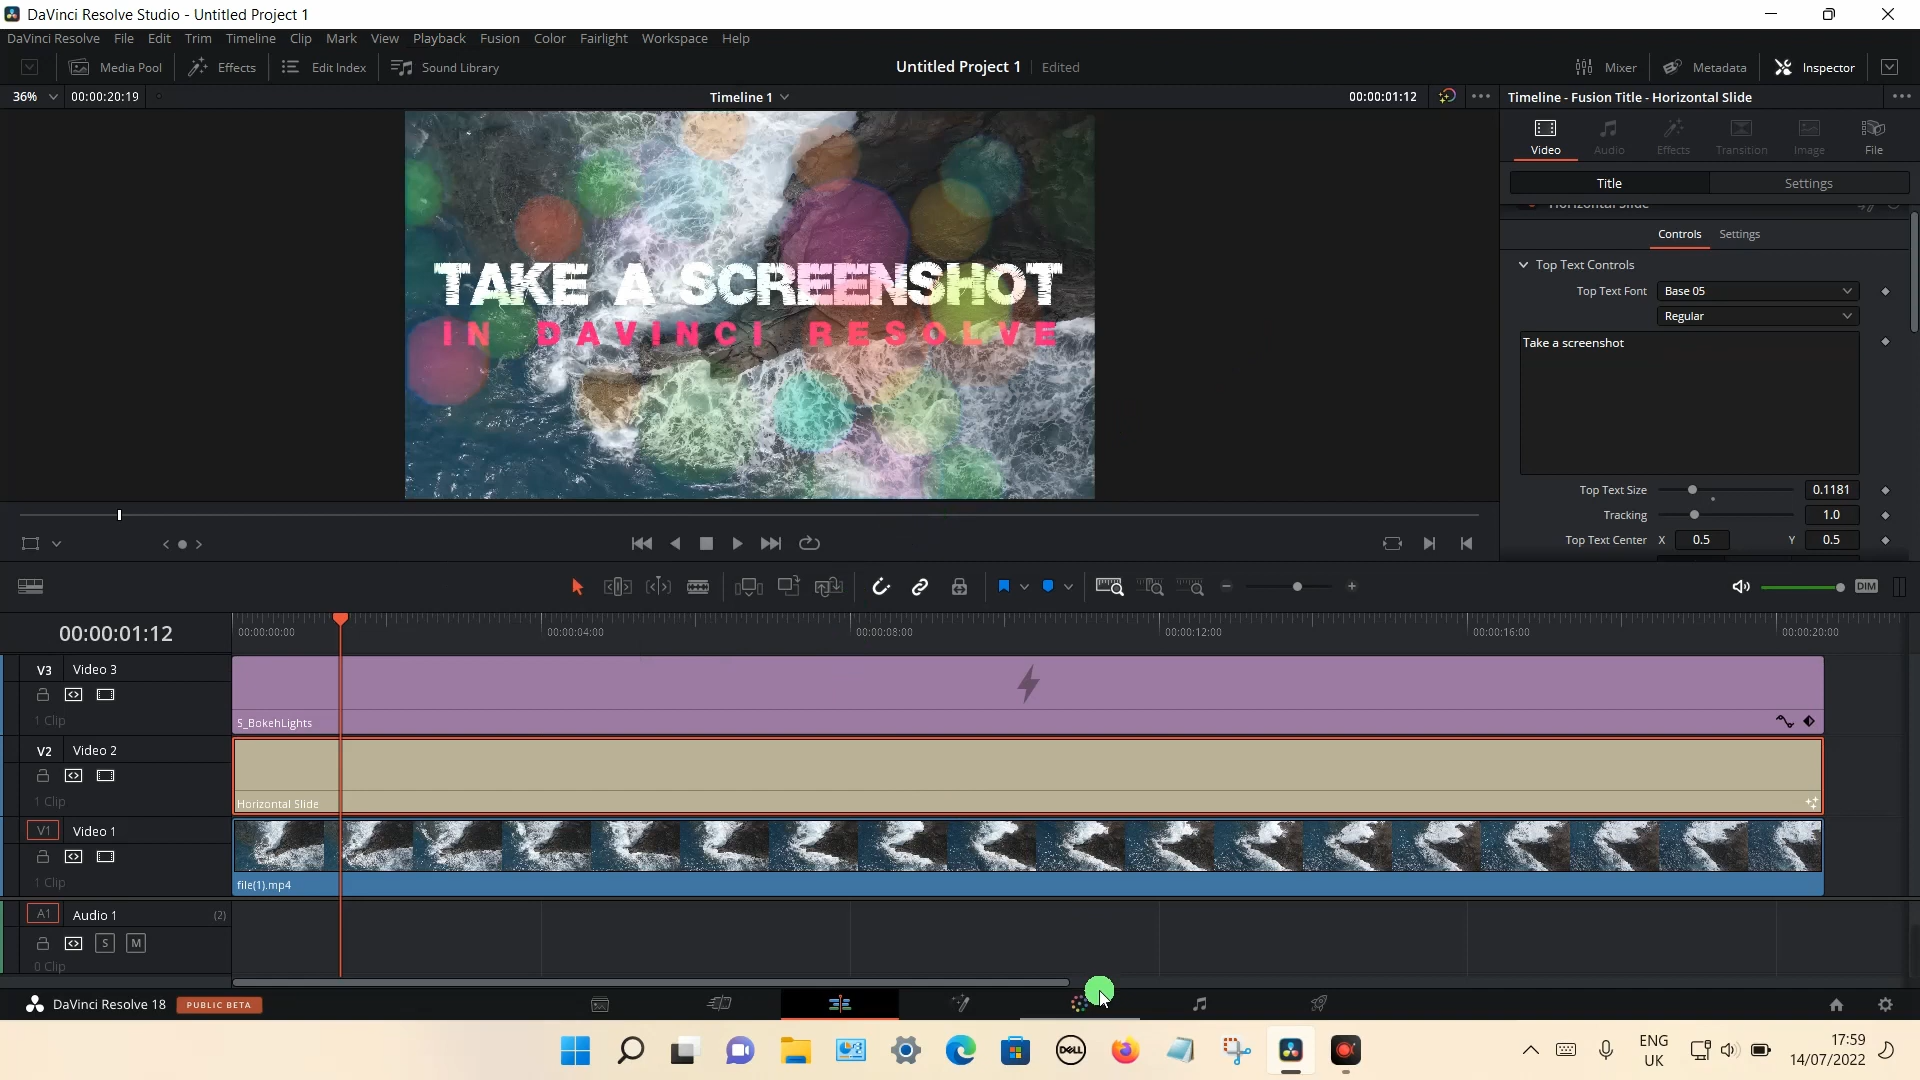 DaVinci Resolve Studio - Untitled Project 1
DaVinci Resolve File Edit Trim Timeline Clip Mark View Playback Fusion Color Fairlight Workspace Help
Media Pool Effects Edit Index Sound Library Untitled Project 1 Edited Mixer Metadata Inspector
36% 00:00:20:19 Timeline 1 00:00:01:12 Timeline - Fusion Title - Horizontal Slide
Video Audio Effects Transition Image File
Title Settings
Horizontal Slide
Controls Settings
Top Text Controls
Top Text Font Base 05
Regular
Take a screenshot
TAKE A SCREENSHOT
IN DAVINCI RESOLVE
Top Text Size 0.1181
Tracking 1.0
Top Text Center X 0.5 Y 0.5
DIM
00:00:01:12 00:00:00:00 00:00:04:00 00:00:08:00 00:00:12:00 00:00:16:00 00:00:20:00
V3 Video 3
1 Clip
S_BokehLights
V2 Video 2
1 Clip
Horizontal Slide
V1 Video 1
1 Clip
file(1).mp4
A1 Audio 1 (2)
S M
0 Clip
DaVinci Resolve 18 PUBLIC BETA
DELL
ENG
UK
17:59
14/07/2022